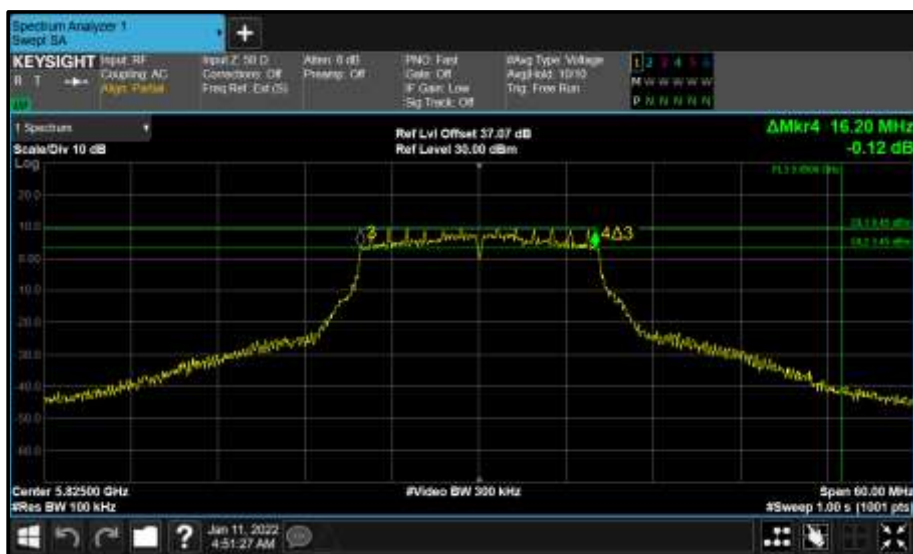 Spectrum Analyzer 1
Swept SA
+
KEYSIGHT Input: RF Input Z: 50 Ω Atten: 0 dB PNO: Fast #Avg Type: Voltage 1 2 3 4 5 6
R T Coupling: AC Corrections: Off Preamp: Off Gate: Off Avg|Hold: 10/10 M W W W W W
Align: Partial Freq Ref: Ext (S) IF Gain: Low Trig: Free Run
Sig Track: Off P N N N N N
1 Spectrum
Scale/Div 10 dB
Ref Lvl Offset 37.07 dB
Ref Level 30.00 dBm
ΔMkr4 16.20 MHz
-0.12 dB
Log
20.0
10.0
0.00
-10.0
-20.0
-30.0
-40.0
-50.0
-60.0
3
4Δ3
Center 5.82500 GHz
#Video BW 300 kHz
Span 60.00 MHz
#Res BW 100 kHz
#Sweep 1.00 s (1001 pts)
?
Jan 11, 2022
4:51:27 AM